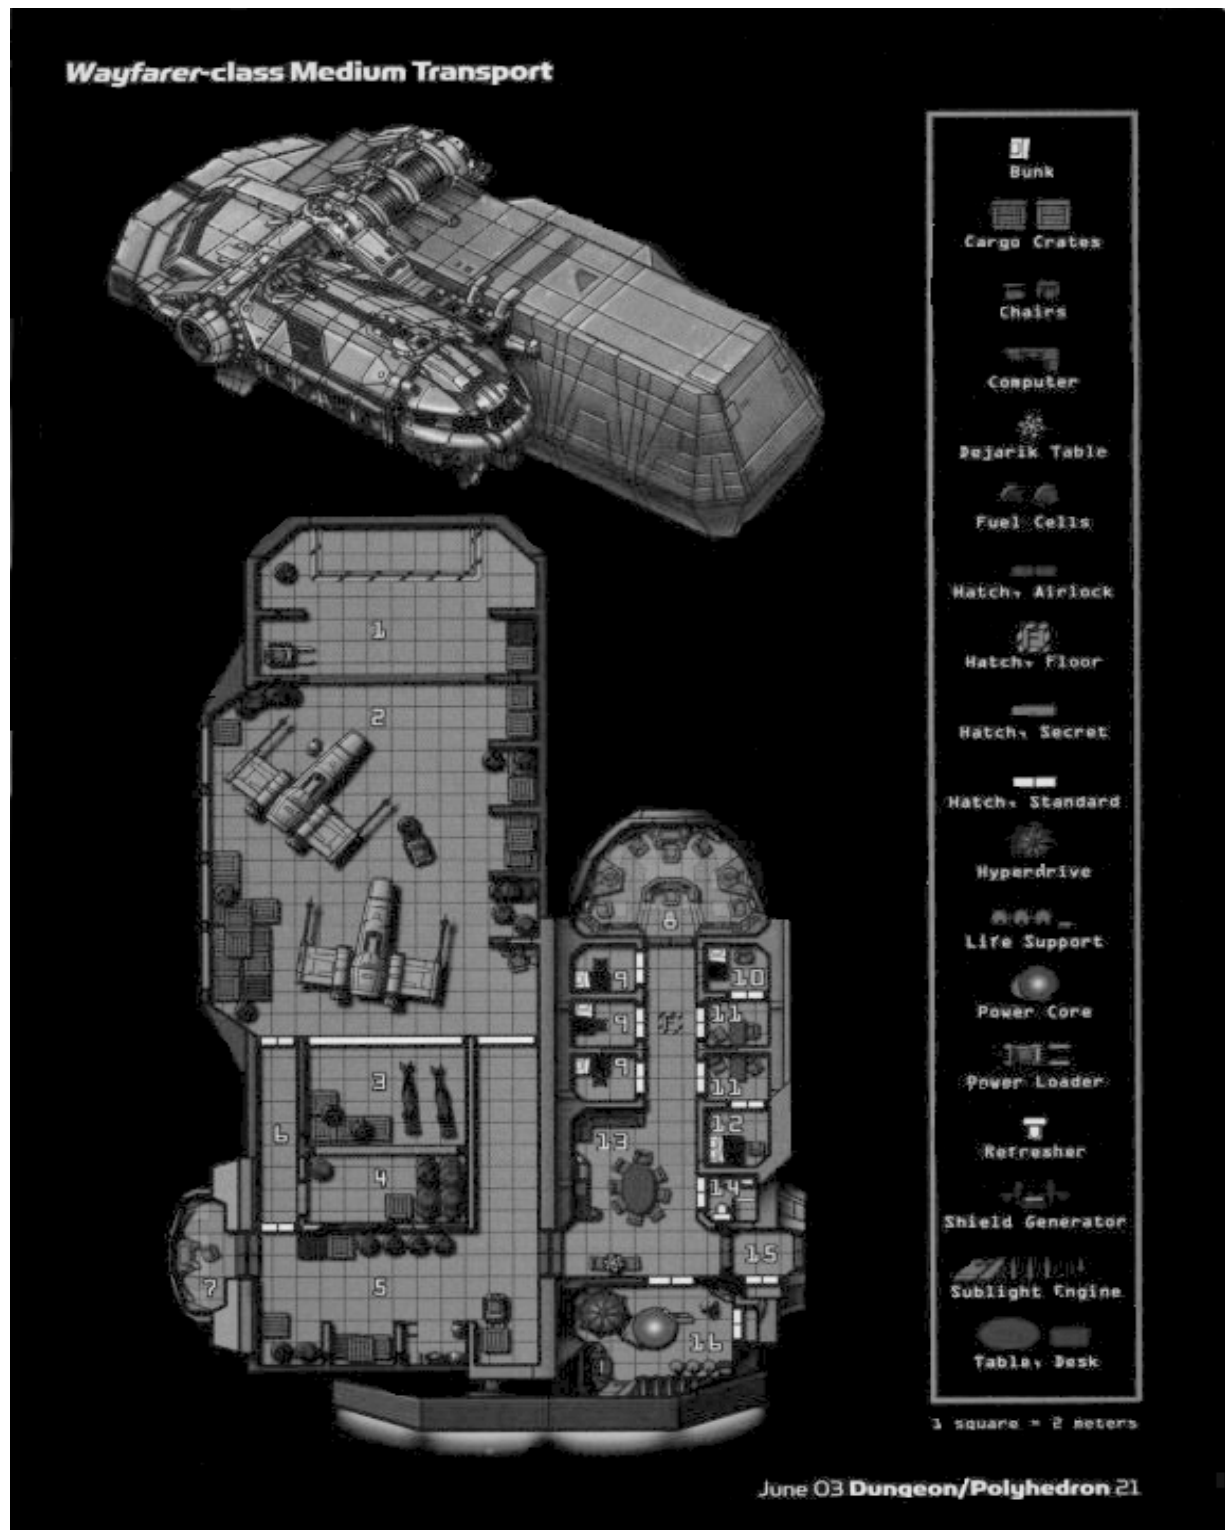 Wayfarer-class Medium Transport
Bunk
Cargo Crates
Chairs
Computer
Dejarik Table
Fuel Cells
Hatch, Airlock
Hatch, Floor
Hatch, Secret
Hatch, Standard
Hyperdrive
Life Support
Power Core
Power Loader
Refresher
Shield Generator
Sublight Engine
Table, Desk
1 square = 2 meters
1
2
8
9
10
9
11
3
9
11
6
12
13
4
14
15
7
5
16
June 03 Dungeon/Polyhedron 21